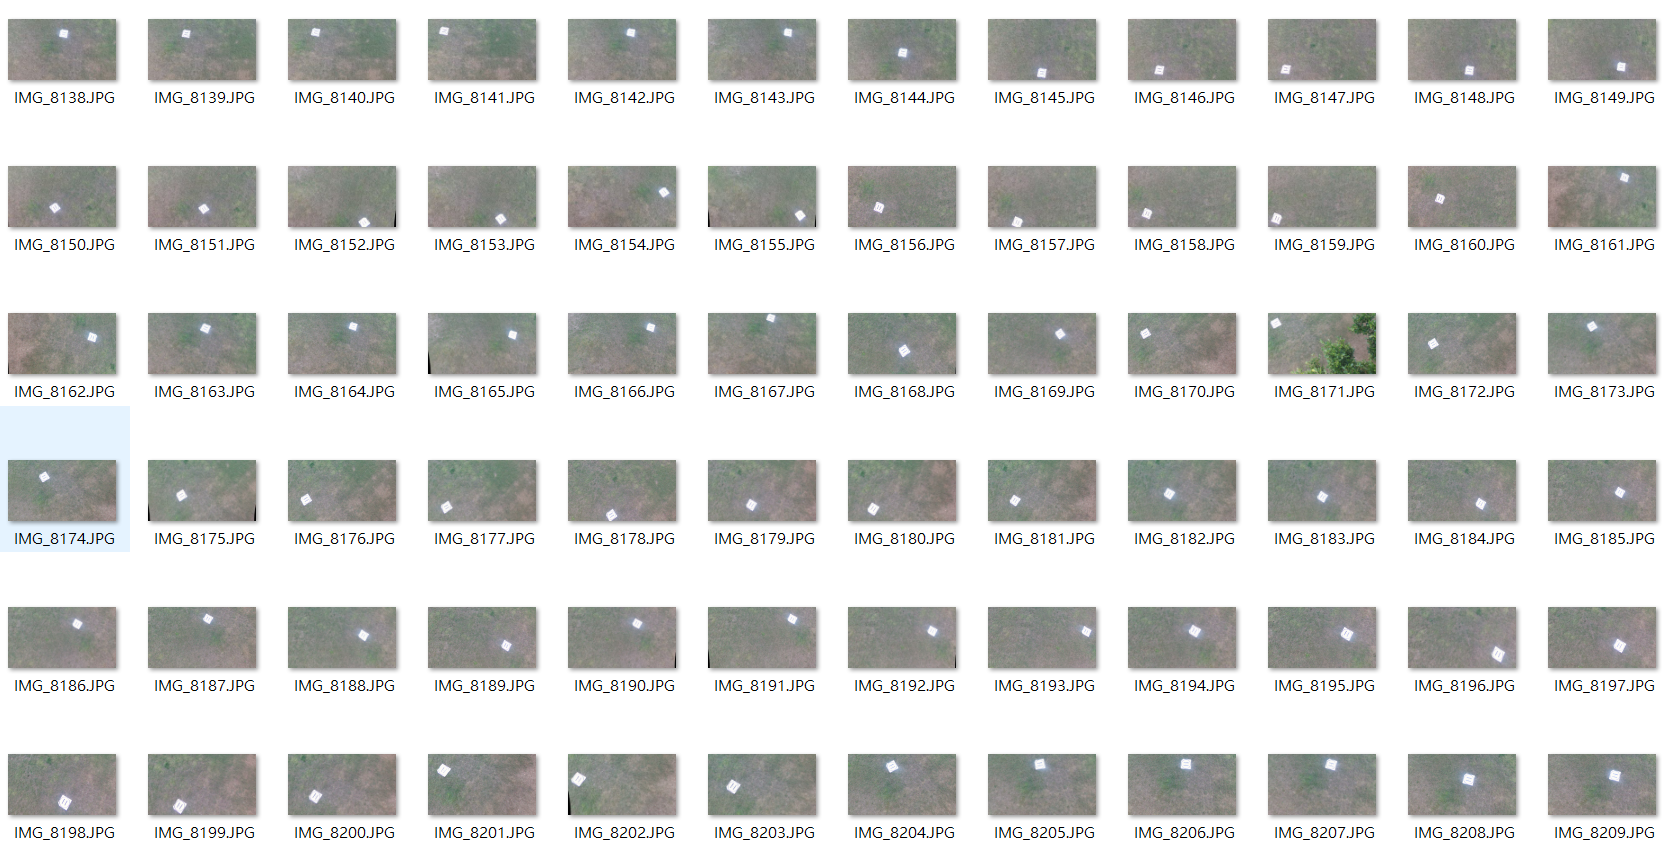 IMG_8138.JPG IMG_8139.JPG IMG_8140.JPG IMG_8141.JPG IMG_8142.JPG IMG_8143.JPG IMG_8144.JPG IMG_8145.JPG IMG_8146.JPG IMG_8147.JPG IMG_8148.JPG IMG_8149.JPG
IMG_8150.JPG IMG_8151.JPG IMG_8152.JPG IMG_8153.JPG IMG_8154.JPG IMG_8155.JPG IMG_8156.JPG IMG_8157.JPG IMG_8158.JPG IMG_8159.JPG IMG_8160.JPG IMG_8161.JPG
IMG_8162.JPG IMG_8163.JPG IMG_8164.JPG IMG_8165.JPG IMG_8166.JPG IMG_8167.JPG IMG_8168.JPG IMG_8169.JPG IMG_8170.JPG IMG_8171.JPG IMG_8172.JPG IMG_8173.JPG
IMG_8174.JPG IMG_8175.JPG IMG_8176.JPG IMG_8177.JPG IMG_8178.JPG IMG_8179.JPG IMG_8180.JPG IMG_8181.JPG IMG_8182.JPG IMG_8183.JPG IMG_8184.JPG IMG_8185.JPG
IMG_8186.JPG IMG_8187.JPG IMG_8188.JPG IMG_8189.JPG IMG_8190.JPG IMG_8191.JPG IMG_8192.JPG IMG_8193.JPG IMG_8194.JPG IMG_8195.JPG IMG_8196.JPG IMG_8197.JPG
IMG_8198.JPG IMG_8199.JPG IMG_8200.JPG IMG_8201.JPG IMG_8202.JPG IMG_8203.JPG IMG_8204.JPG IMG_8205.JPG IMG_8206.JPG IMG_8207.JPG IMG_8208.JPG IMG_8209.JPG